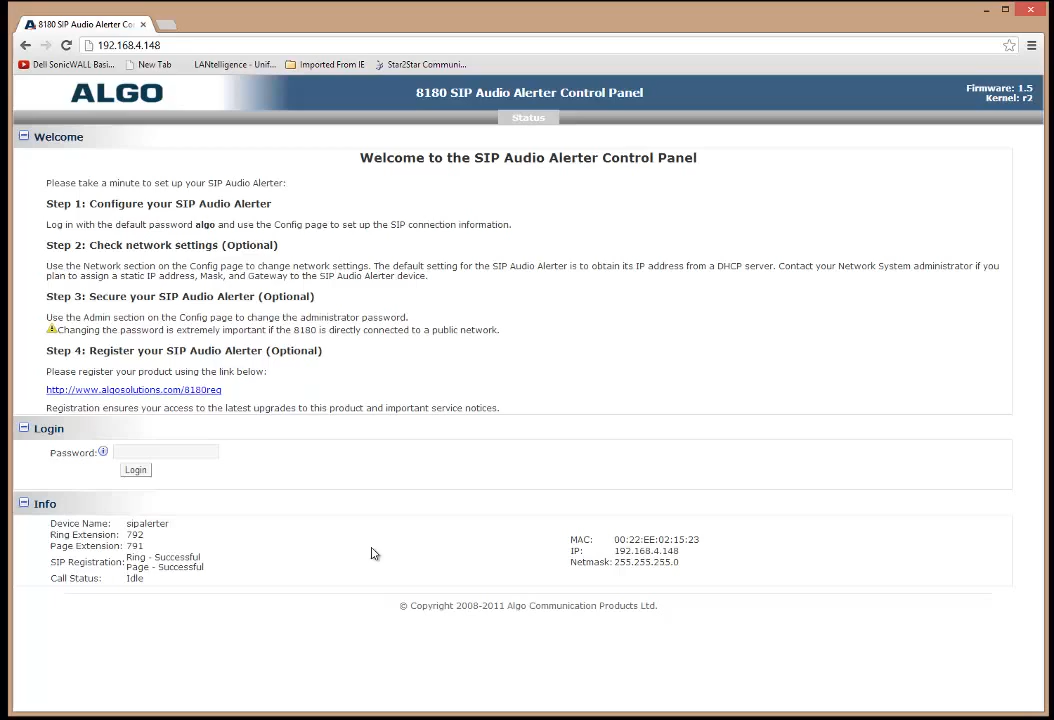 8180 SIP Audio Alerter Co
192.168.4.148
Dell SonicWALL Basi... New Tab LANtelligence - Unif... Imported From IE Star2Star Communi...
ALGO
8180 SIP Audio Alerter Control Panel
Firmware: 1.5
Kernel: r2
Status
Welcome
Welcome to the SIP Audio Alerter Control Panel
Please take a minute to set up your SIP Audio Alerter:
Step 1: Configure your SIP Audio Alerter
Log in with the default password algo and use the Config page to set up the SIP connection information.
Step 2: Check network settings (Optional)
Use the Network section on the Config page to change network settings. The default setting for the SIP Audio Alerter is to obtain its IP address from a DHCP server. Contact your Network System administrator if you
plan to assign a static IP address, Mask, and Gateway to the SIP Audio Alerter device.
Step 3: Secure your SIP Audio Alerter (Optional)
Use the Admin section on the Config page to change the administrator password.
Changing the password is extremely important if the 8180 is directly connected to a public network.
Step 4: Register your SIP Audio Alerter (Optional)
Please register your product using the link below:
http://www.algosolutions.com/8180reg
Registration ensures your access to the latest upgrades to this product and important service notices.
Login
Password:
Login
Info
Device Name: sipalerter
Ring Extension: 792
Page Extension: 791
SIP Registration: Ring - Successful
Page - Successful
Call Status: Idle
MAC: 00:22:EE:02:15:23
IP: 192.168.4.148
Netmask: 255.255.255.0
© Copyright 2008-2011 Algo Communication Products Ltd.